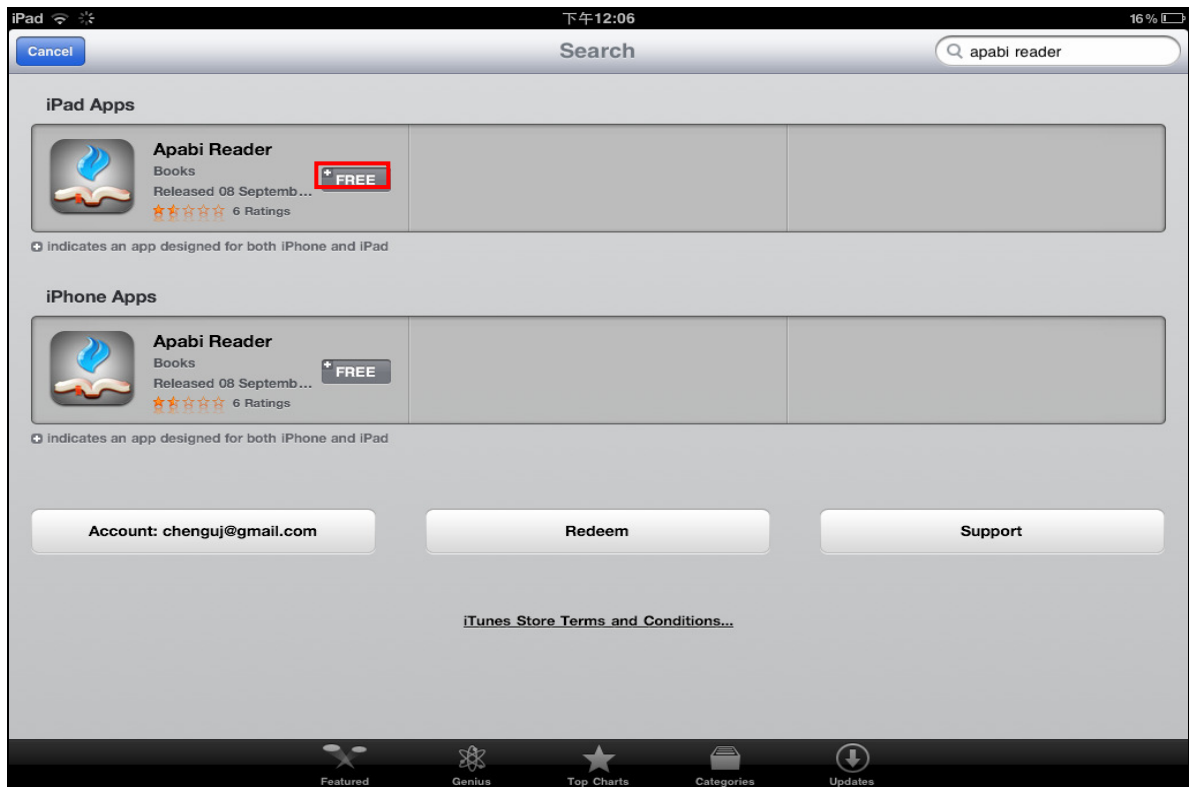 iPad 下午12:06 16%
Cancel Search apabi reader
iPad Apps
Apabi Reader
Books
Released 08 Septemb...
FREE
6 Ratings
indicates an app designed for both iPhone and iPad
iPhone Apps
Apabi Reader
Books
Released 08 Septemb...
FREE
6 Ratings
indicates an app designed for both iPhone and iPad
Account: chenguj@gmail.com Redeem Support
iTunes Store Terms and Conditions...
Featured Genius Top Charts Categories Updates